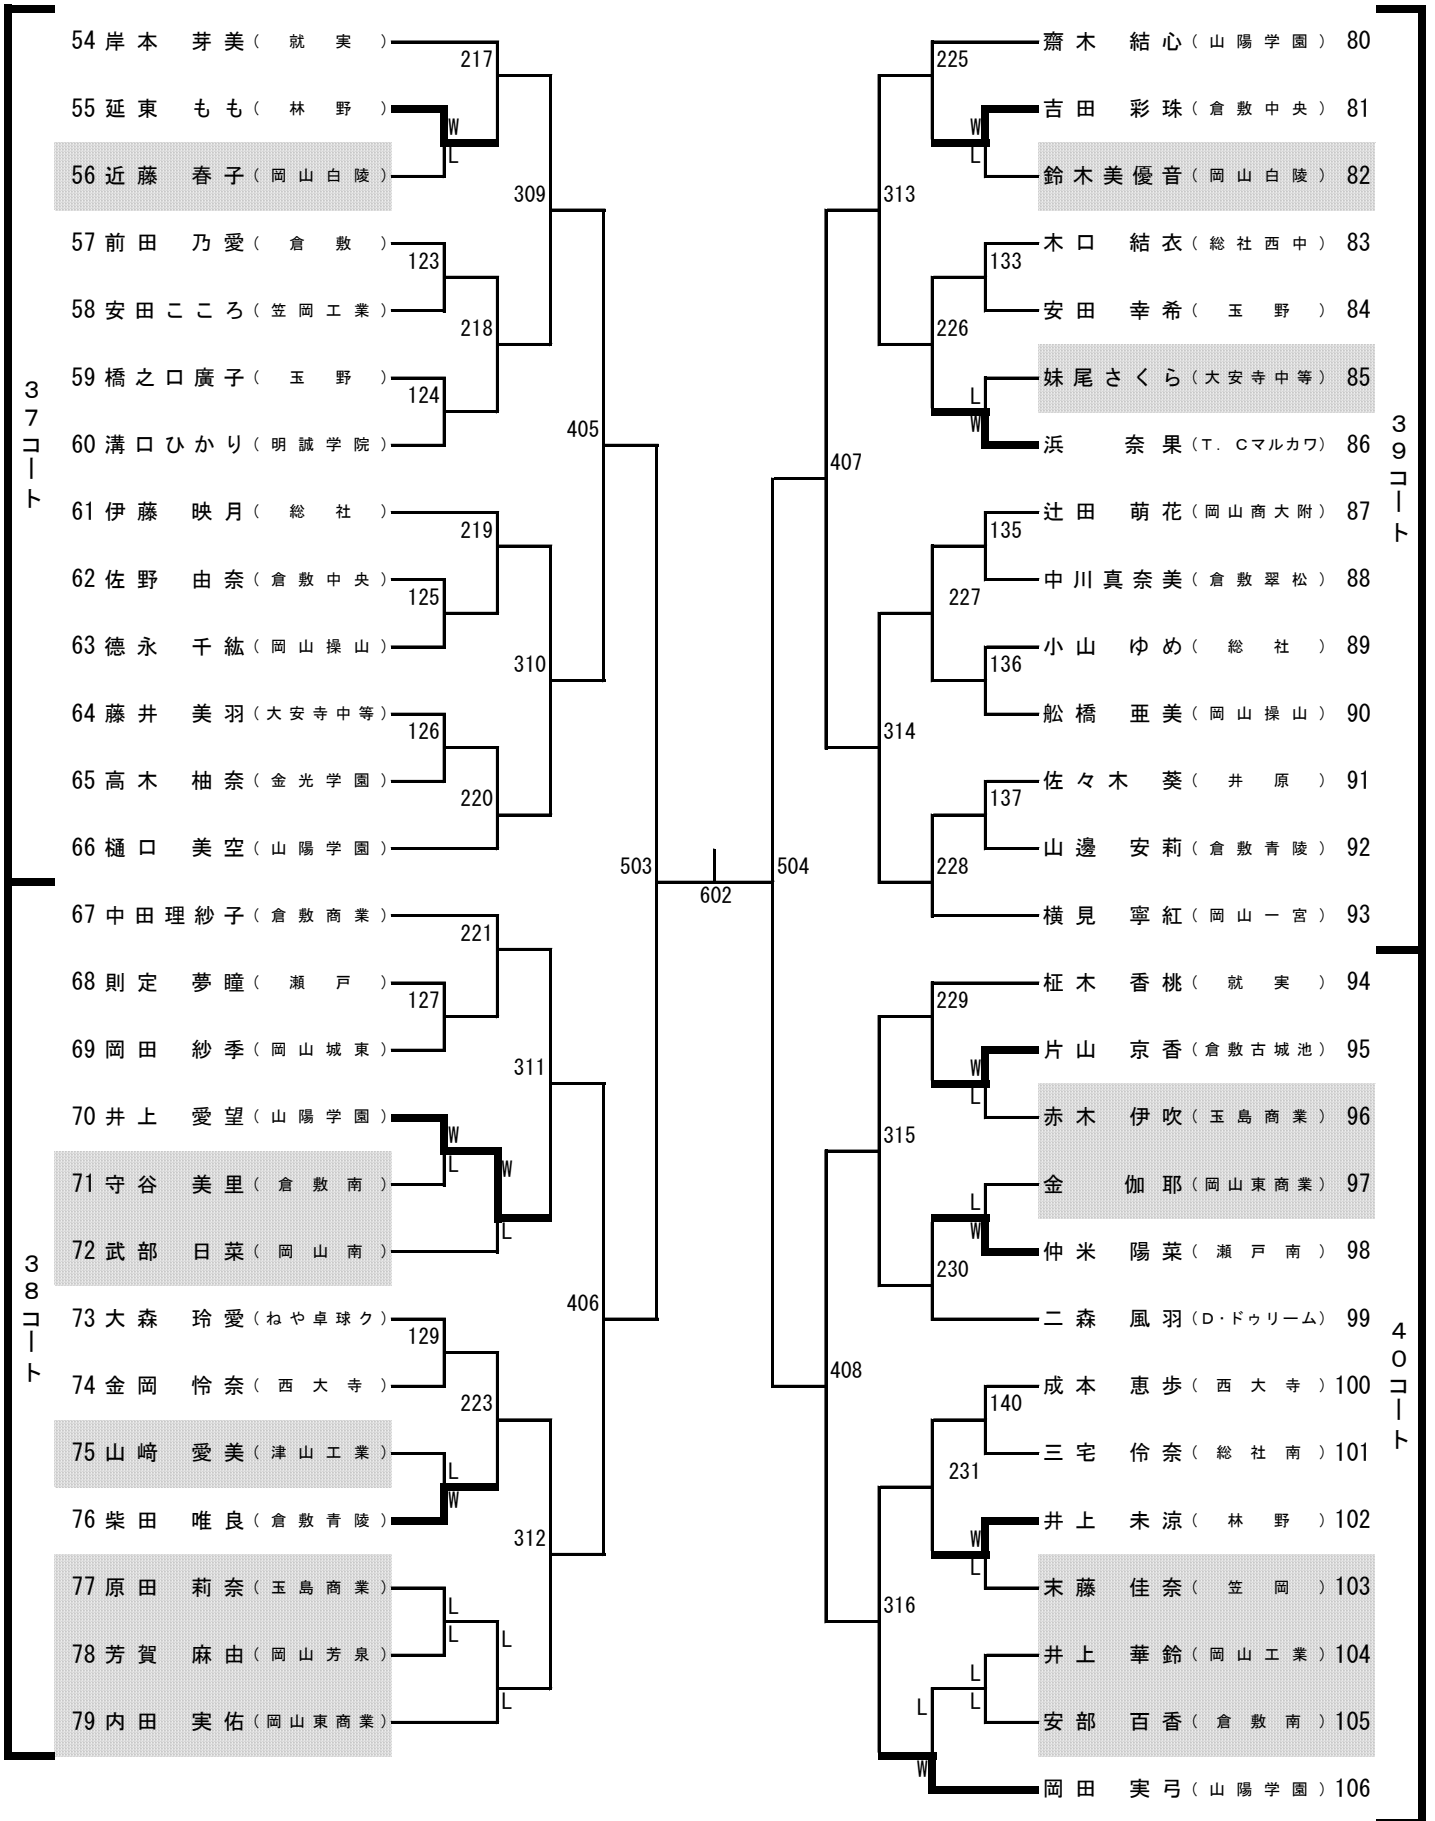 37コート
54 岸本 芽美(就実)
55 延東 もも(林野)
56 近藤 春子(岡山白陵)
57 前田 乃愛(倉敷)
58 安田こころ(笠岡工業)
59 橋之口廣子(玉野)
60 溝口ひかり(明誠学院)
61 伊藤 映月(総社)
62 佐野 由奈(倉敷中央)
63 德永 千紘(岡山操山)
64 藤井 美羽(大安寺中等)
65 高木 柚奈(金光学園)
66 樋口 美空(山陽学園)
38コート
67 中田理紗子(倉敷商業)
68 則定 夢瞳(瀬戸)
69 岡田 紗季(岡山城東)
70 井上 愛望(山陽学園)
71 守谷 美里(倉敷南)
72 武部 日菜(岡山南)
73 大森 玲愛(ねや卓球ク)
74 金岡 怜奈(西大寺)
75 山﨑 愛美(津山工業)
76 柴田 唯良(倉敷青陵)
77 原田 莉奈(玉島商業)
78 芳賀 麻由(岡山芳泉)
79 内田 実佑(岡山東商業)
W
L
123
124
125
126
127
W
L
129
L
W
L
L
217
218
219
220
221
W
L
223
L
L
309
310
311
312
405
406
503
602
504
407
408
313
314
315
316
225
226
227
228
229
230
231
L
W
W
L
133
L
W
135
136
137
W
L
L
W
140
W
L
L
L
39コート
齋木 結心(山陽学園) 80
吉田 彩珠(倉敷中央) 81
鈴木美優音(岡山白陵) 82
木口 結衣(総社西中) 83
安田 幸希(玉野) 84
妹尾さくら(大安寺中等) 85
浜 奈果(T.Cマルカワ) 86
辻田 萌花(岡山商大附) 87
中川真奈美(倉敷翠松) 88
小山 ゆめ(総社) 89
舩橋 亜美(岡山操山) 90
佐々木 葵(井原) 91
山邊 安莉(倉敷青陵) 92
横見 寧紅(岡山一宮) 93
40コート
柾木 香桃(就実) 94
片山 京香(倉敷古城池) 95
赤木 伊吹(玉島商業) 96
金 伽耶(岡山東商業) 97
仲米 陽菜(瀬戸南) 98
二森 風羽(D・ドゥリーム) 99
成本 恵歩(西大寺) 100
三宅 伶奈(総社南) 101
井上 未涼(林野) 102
末藤 佳奈(笠岡) 103
井上 華鈴(岡山工業) 104
安部 百香(倉敷南) 105
岡田 実弓(山陽学園) 106